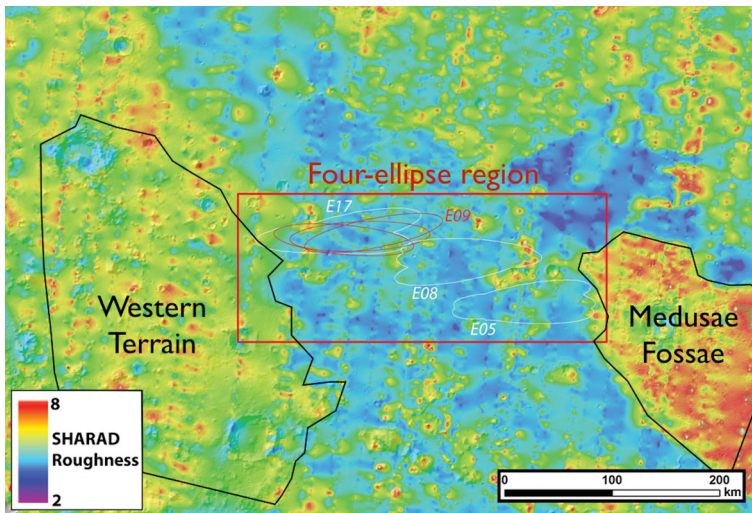 Four-ellipse region
E17
E09
E08
E05
Western
Terrain
Medusae
Fossae
8
SHARAD
Roughness
2
0 100 200
km